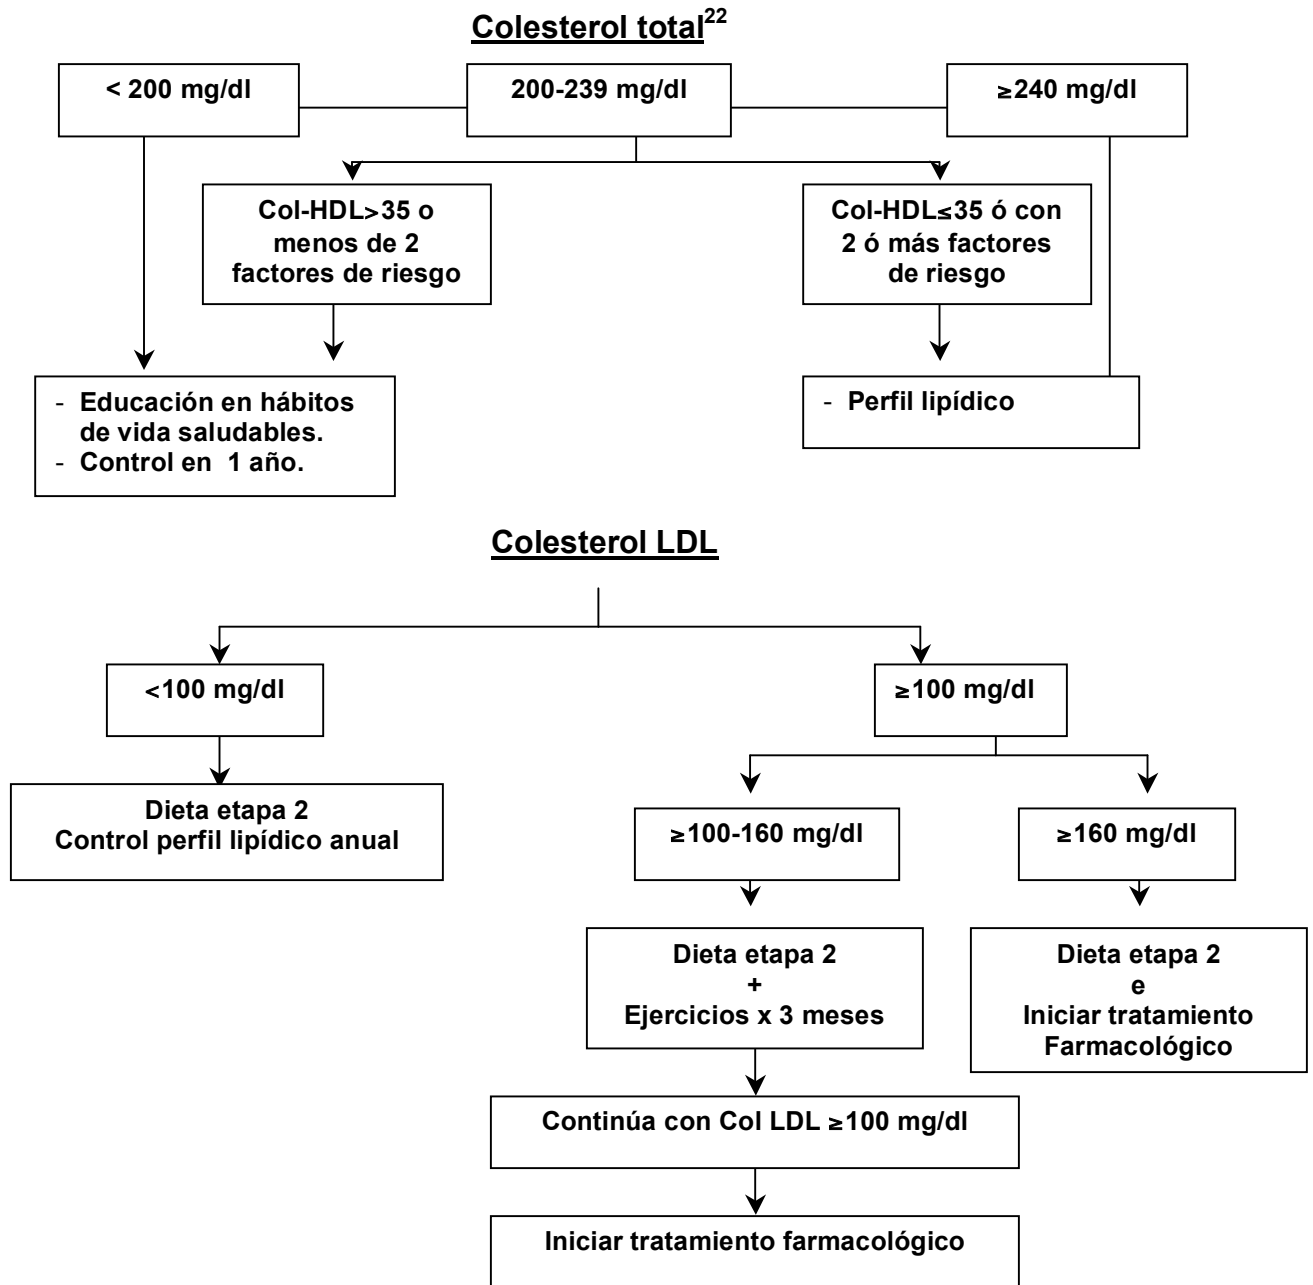 Colesterol total22
< 200 mg/dl
200-239 mg/dl
≥240 mg/dl
Col-HDL>35 o
menos de 2
factores de riesgo
Col-HDL≤35 ó con
2 ó más factores
de riesgo
- Educación en hábitos
de vida saludables.
- Control en 1 año.
- Perfil lipídico
Colesterol LDL
<100 mg/dl
≥100 mg/dl
Dieta etapa 2
Control perfil lipídico anual
≥100-160 mg/dl
≥160 mg/dl
Dieta etapa 2
+
Ejercicios x 3 meses
Dieta etapa 2
e
Iniciar tratamiento
Farmacológico
Continúa con Col LDL ≥100 mg/dl
Iniciar tratamiento farmacológico